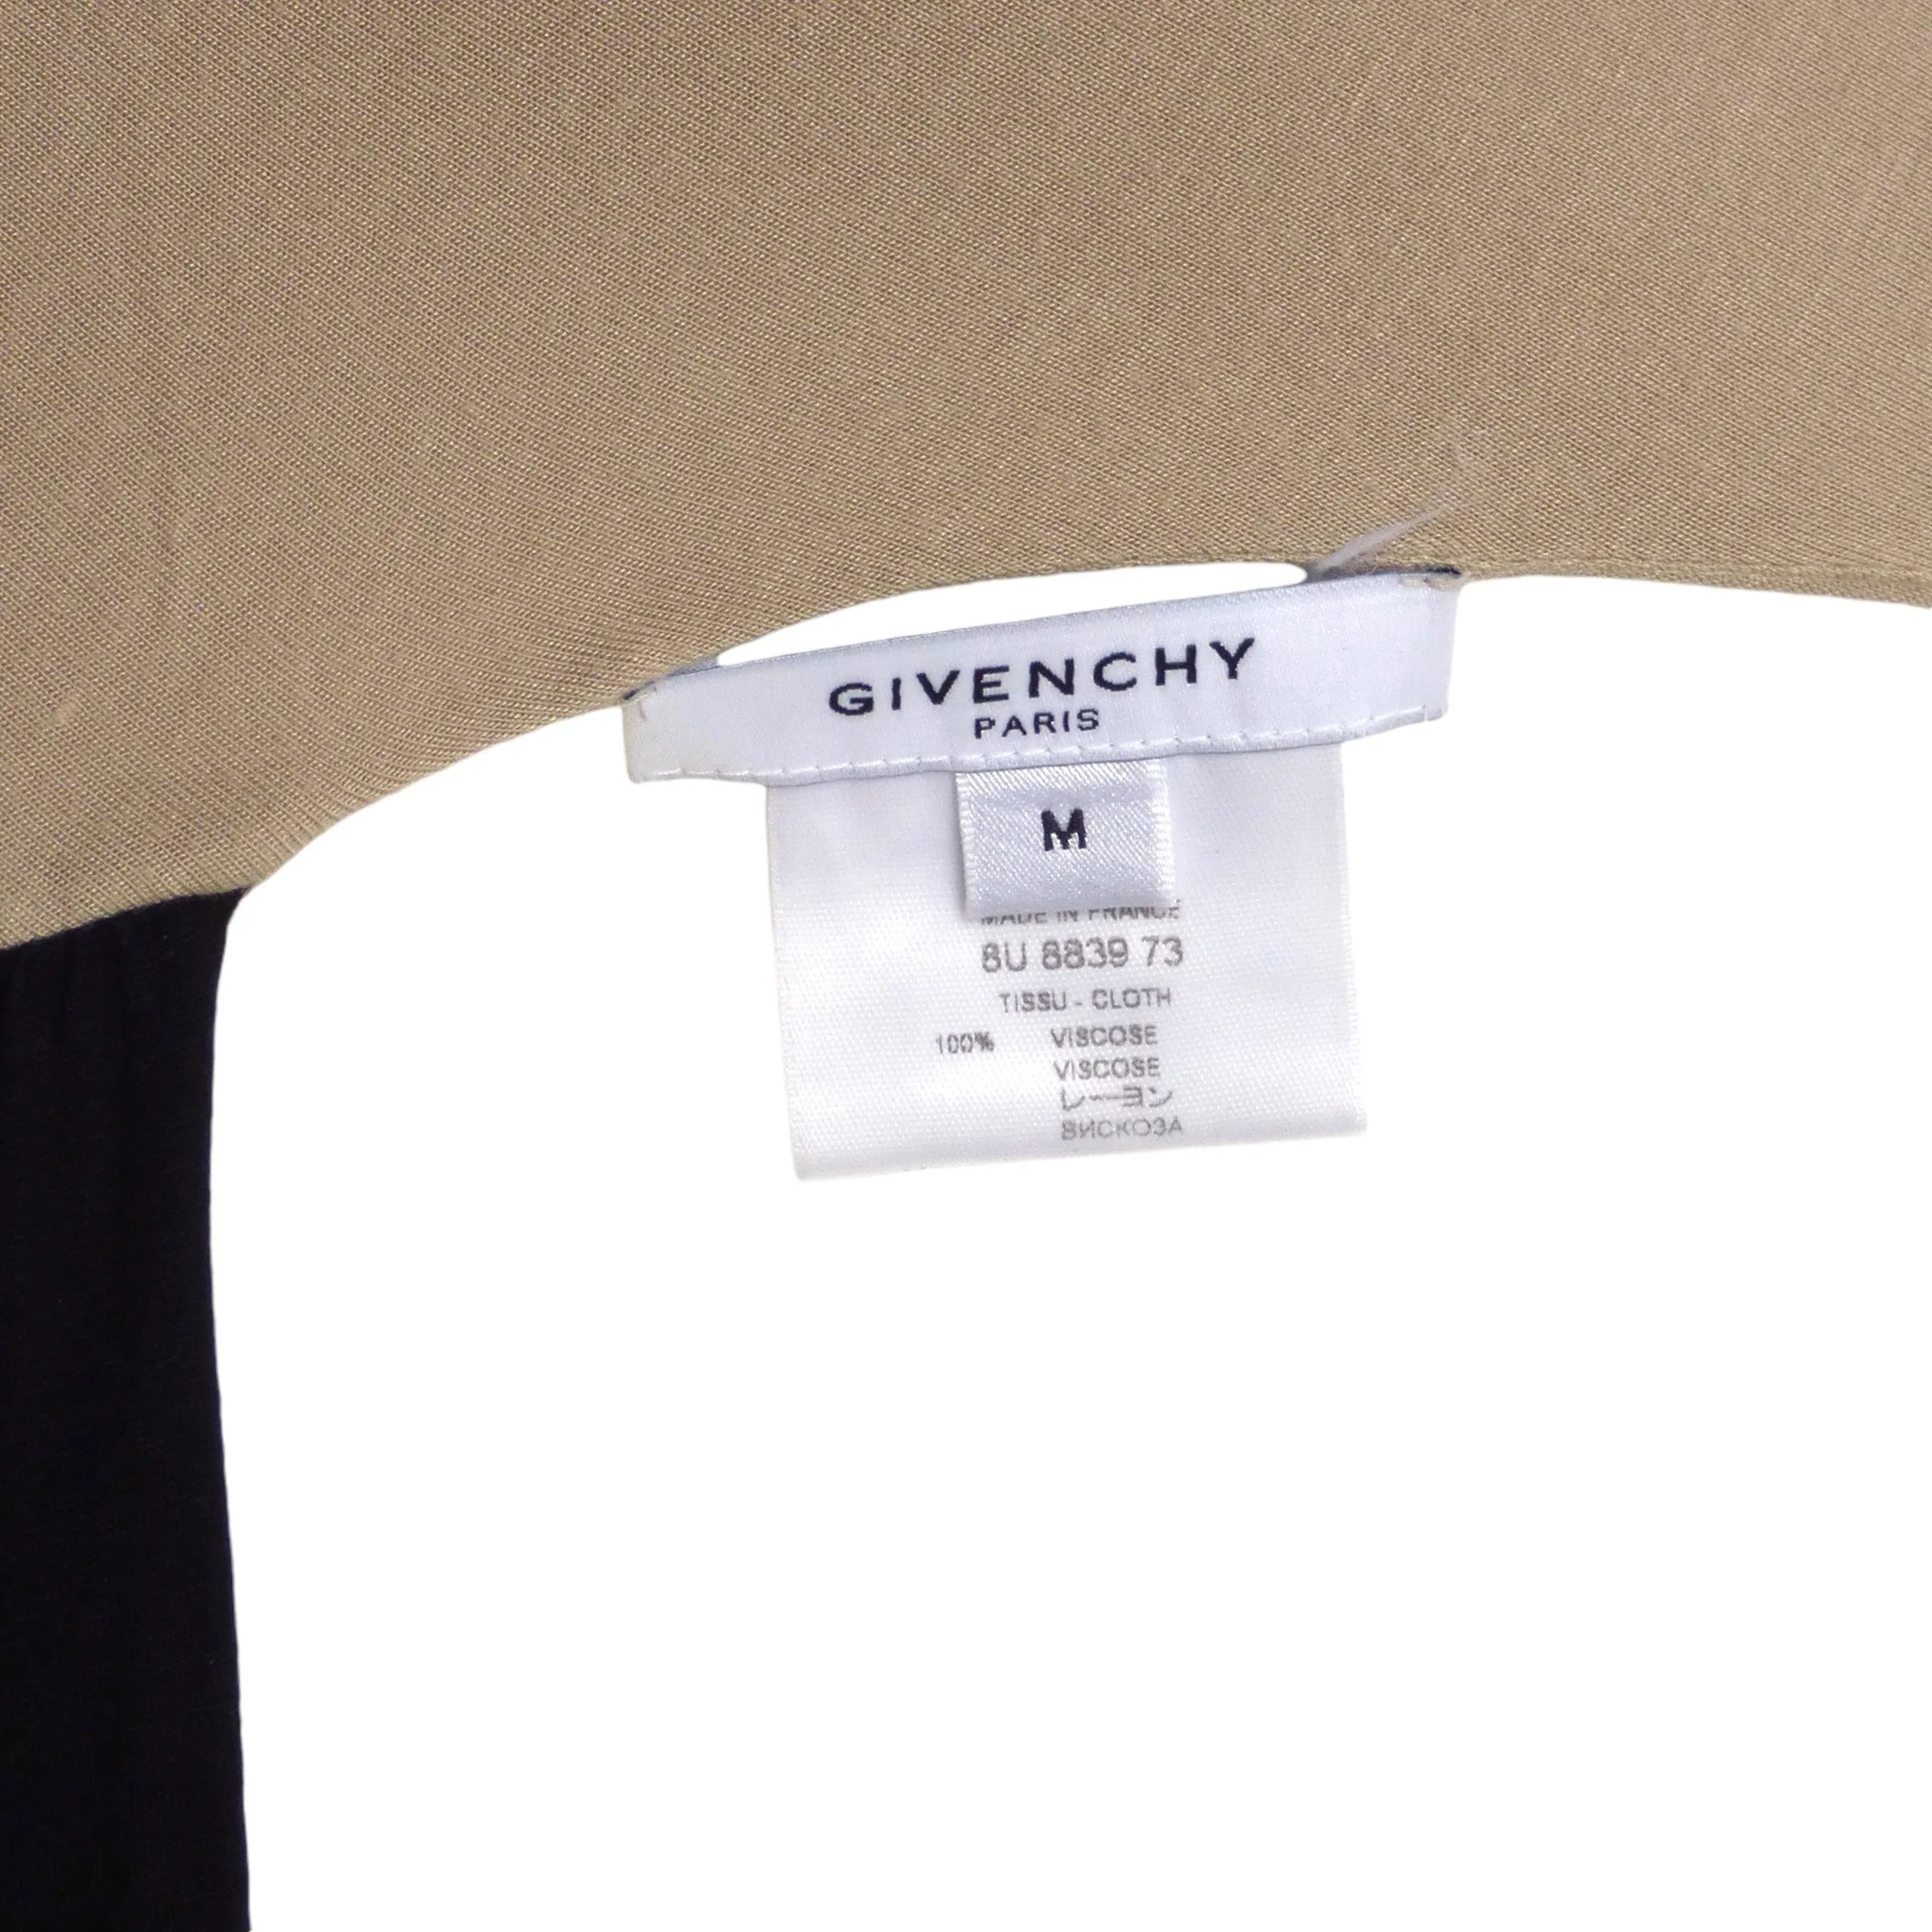 GIVENCHY
PARIS
M
MADE IN FRANCE
8U 8839 73
TISSU - CLOTH
100% VISCOSE
VISCOSE
レーヨン
ВИСКОЗА